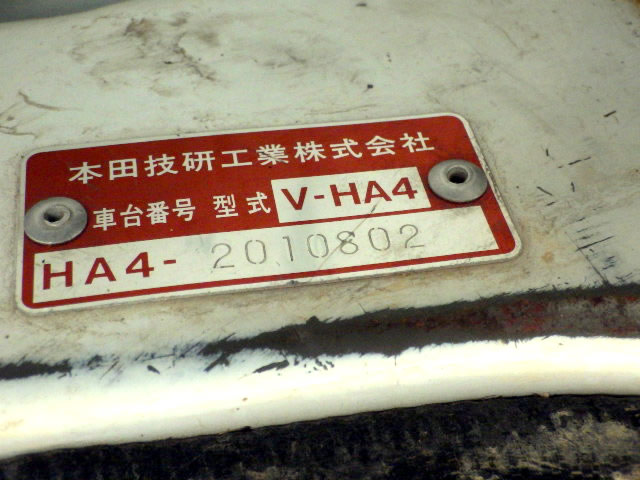 本田技研工業株式会社
車台番号 型式 V-HA4
HA4- 2010802